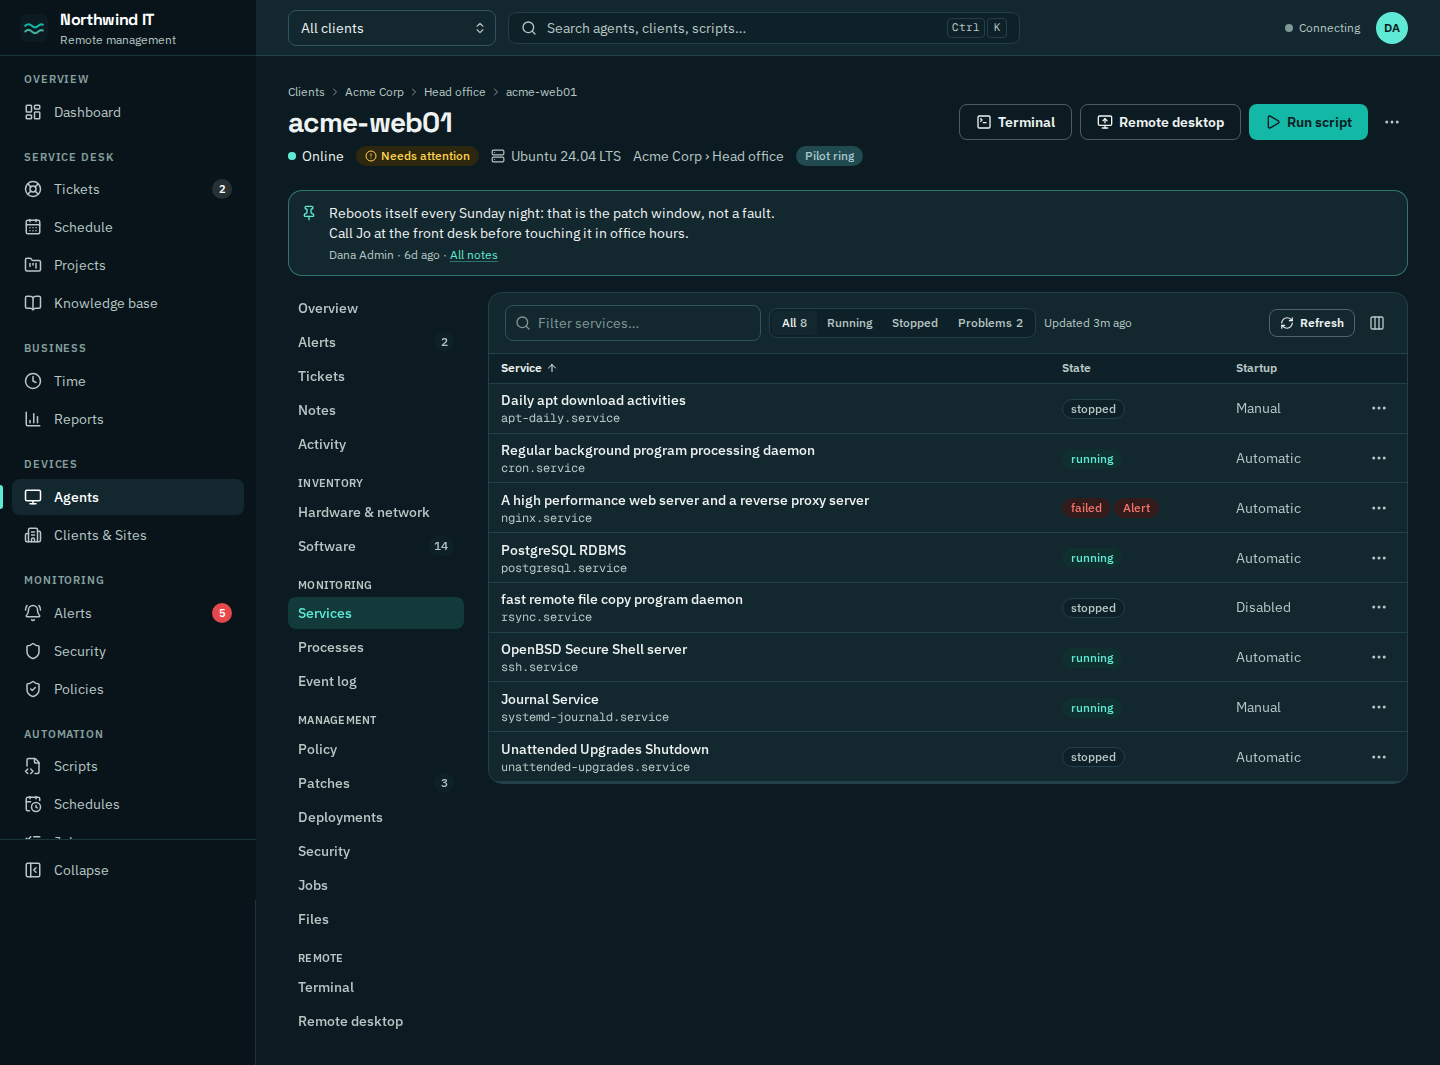 Northwind IT
Remote management
All clients
Search agents, clients, scripts...
Ctrl K
Connecting
DA
OVERVIEW
Dashboard
SERVICE DESK
Tickets 2
Schedule
Projects
Knowledge base
BUSINESS
Time
Reports
DEVICES
Agents
Clients & Sites
MONITORING
Alerts 5
Security
Policies
AUTOMATION
Scripts
Schedules
Collapse
Clients > Acme Corp > Head office > acme-web01
acme-web01
Terminal
Remote desktop
Run script
Online
Needs attention
Ubuntu 24.04 LTS
Acme Corp › Head office
Pilot ring
Reboots itself every Sunday night: that is the patch window, not a fault.
Call Jo at the front desk before touching it in office hours.
Dana Admin · 6d ago · All notes
Overview
Alerts 2
Tickets
Notes
Activity
INVENTORY
Hardware & network
Software 14
MONITORING
Services
Processes
Event log
MANAGEMENT
Policy
Patches 3
Deployments
Security
Jobs
Files
REMOTE
Terminal
Remote desktop
Filter services...
All 8 Running Stopped Problems 2
Updated 3m ago
Refresh
Service ↑ State Startup
Daily apt download activities
apt-daily.service
stopped Manual
Regular background program processing daemon
cron.service
running Automatic
A high performance web server and a reverse proxy server
nginx.service
failed Alert Automatic
PostgreSQL RDBMS
postgresql.service
running Automatic
fast remote file copy program daemon
rsync.service
stopped Disabled
OpenBSD Secure Shell server
ssh.service
running Automatic
Journal Service
systemd-journald.service
running Manual
Unattended Upgrades Shutdown
unattended-upgrades.service
stopped Automatic